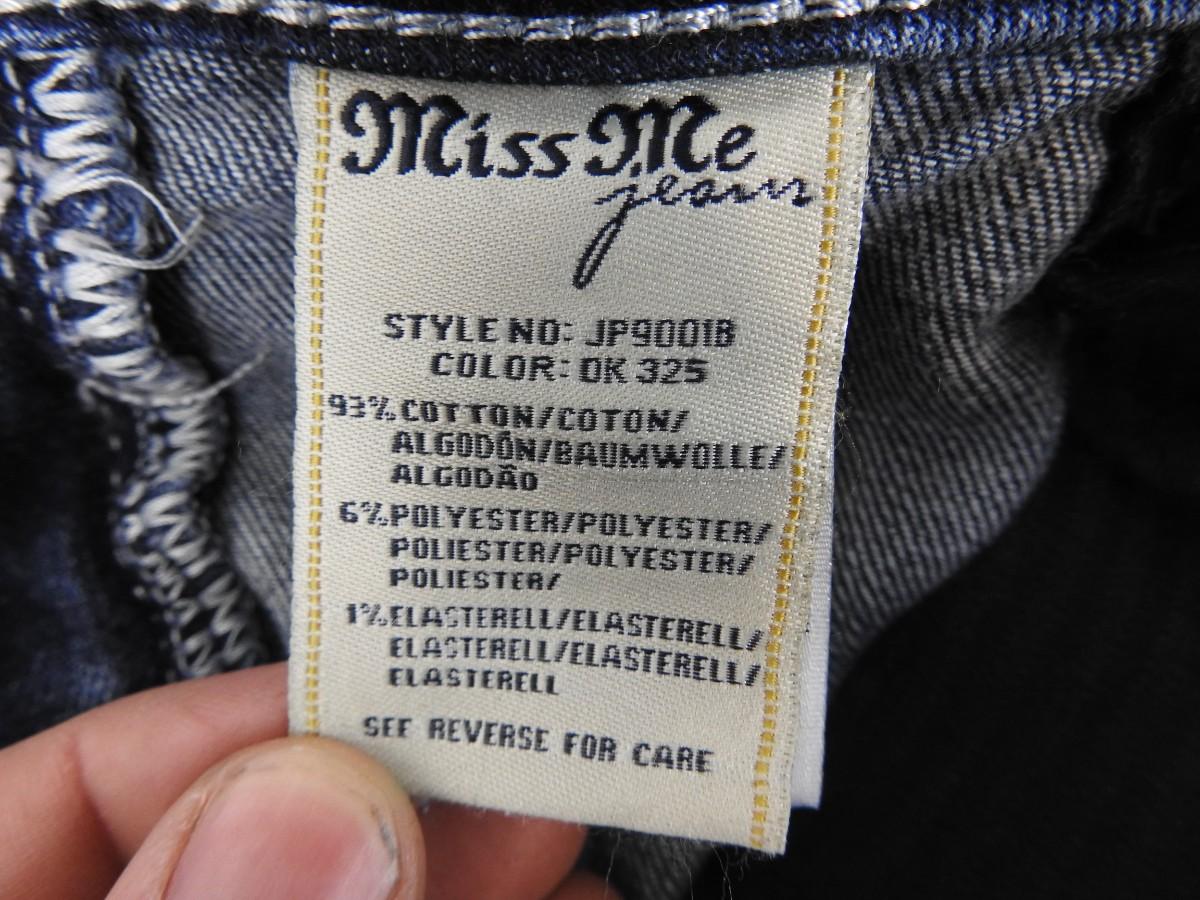 Miss Me
jeans
STYLE NO: JP9001B
COLOR: DK 325
93% COTTON/COTON/
ALGODÓN/BAUMWOLLE/
ALGODÃO
6% POLYESTER/POLYESTER/
POLIESTER/POLYESTER/
POLIESTER/
1% ELASTERELL/ELASTERELL/
ELASTERELL/ELASTERELL/
ELASTERELL
SEE REVERSE FOR CARE